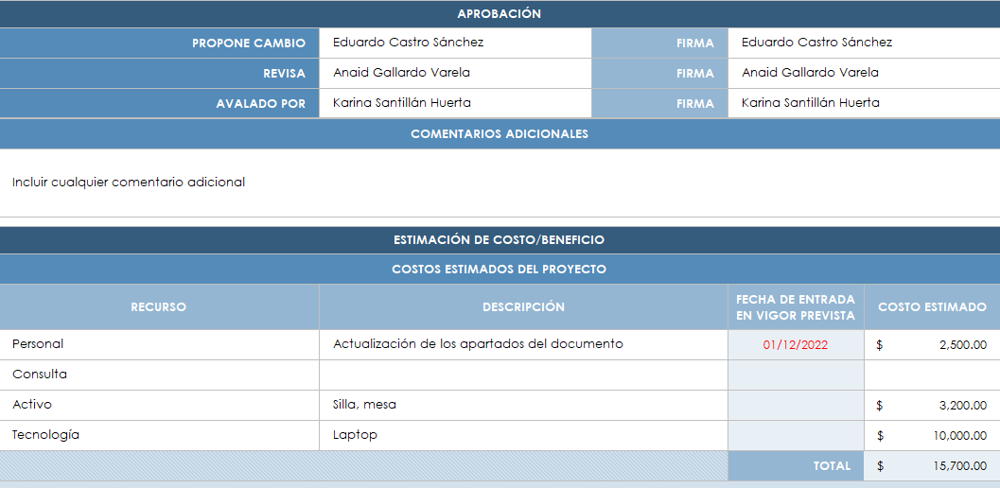 APROBACIÓN
PROPONE CAMBIO Eduardo Castro Sánchez FIRMA Eduardo Castro Sánchez
REVISA Anaid Gallardo Varela FIRMA Anaid Gallardo Varela
AVALADO POR Karina Santillán Huerta FIRMA Karina Santillán Huerta
COMENTARIOS ADICIONALES
Incluir cualquier comentario adicional
ESTIMACIÓN DE COSTO/BENEFICIO
COSTOS ESTIMADOS DEL PROYECTO
RECURSO DESCRIPCIÓN FECHA DE ENTRADA EN VIGOR PREVISTA COSTO ESTIMADO
Personal Actualización de los apartados del documento 01/12/2022 $ 2,500.00
Consulta
Activo Silla, mesa $ 3,200.00
Tecnología Laptop $ 10,000.00
TOTAL $ 15,700.00